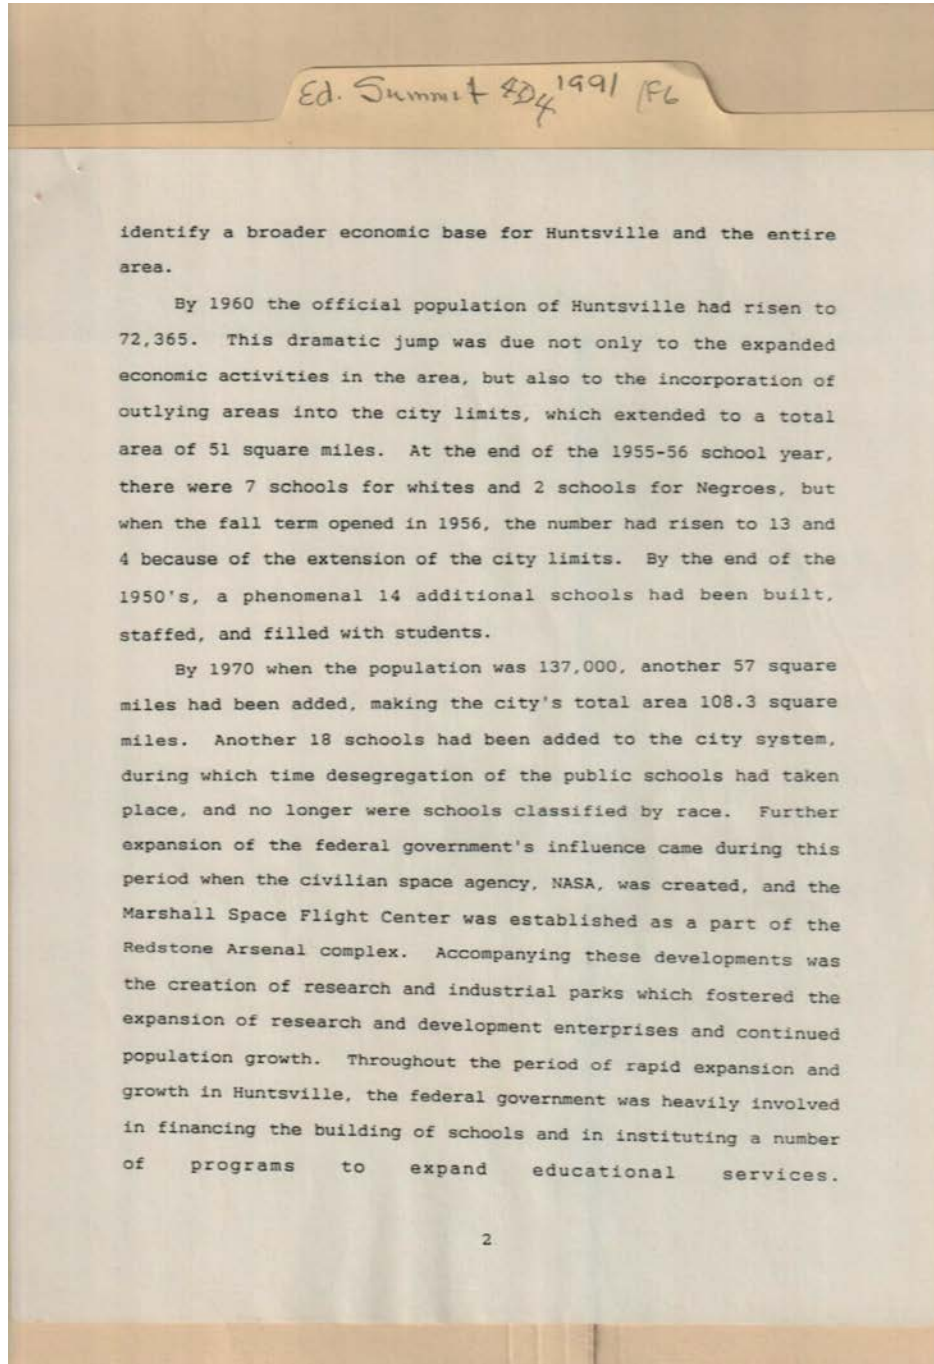 Ed. Summit 4D4 1991 F6
identify a broader economic base for Huntsville and the entire
area.
By 1960 the official population of Huntsville had risen to
72,365. This dramatic jump was due not only to the expanded
economic activities in the area, but also to the incorporation of
outlying areas into the city limits, which extended to a total
area of 51 square miles. At the end of the 1955-56 school year,
there were 7 schools for whites and 2 schools for Negroes, but
when the fall term opened in 1956, the number had risen to 13 and
4 because of the extension of the city limits. By the end of the
1950's, a phenomenal 14 additional schools had been built,
staffed, and filled with students.
By 1970 when the population was 137,000, another 57 square
miles had been added, making the city's total area 108.3 square
miles. Another 18 schools had been added to the city system,
during which time desegregation of the public schools had taken
place, and no longer were schools classified by race. Further
expansion of the federal government's influence came during this
period when the civilian space agency, NASA, was created, and the
Marshall Space Flight Center was established as a part of the
Redstone Arsenal complex. Accompanying these developments was
the creation of research and industrial parks which fostered the
expansion of research and development enterprises and continued
population growth. Throughout the period of rapid expansion and
growth in Huntsville, the federal government was heavily involved
in financing the building of schools and in instituting a number
of programs to expand educational services.
2